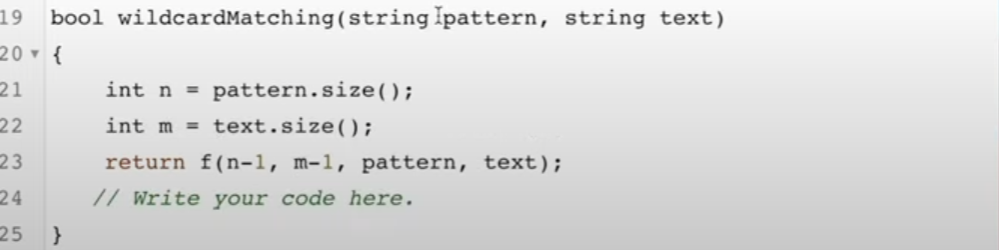 19 bool wildcardMatching(string pattern, string text)
20 ▾ {
21 int n = pattern.size();
22 int m = text.size();
23 return f(n-1, m-1, pattern, text);
24 // Write your code here.
25 }